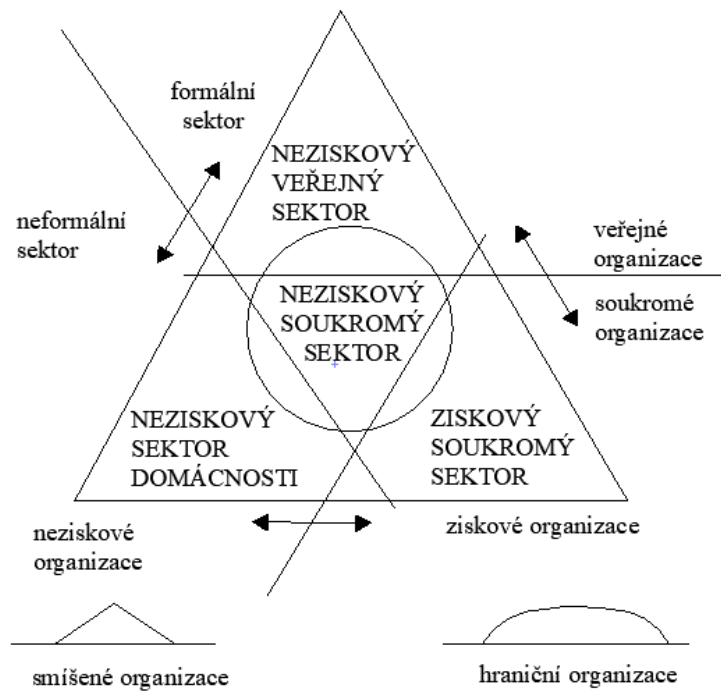 formální
sektor
NEZISKOVÝ
VEŘEJNÝ
SEKTOR
neformální
sektor
veřejné
organizace
NEZISKOVÝ
SOUKROMÝ
SEKTOR
soukromé
organizace
NEZISKOVÝ
SEKTOR
DOMÁCNOSTI
ZISKOVÝ
SOUKROMÝ
SEKTOR
neziskové
organizace
ziskové organizace
smíšené organizace
hraniční organizace